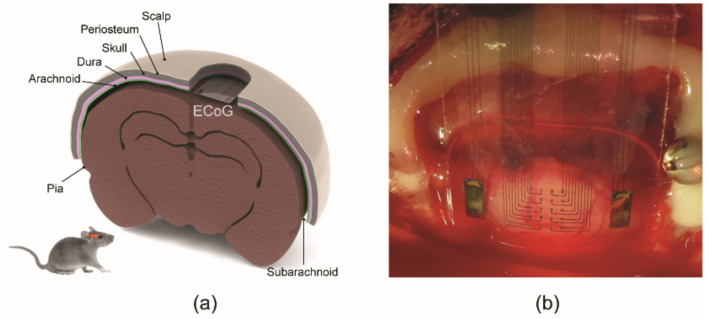 Scalp
Periosteum
Skull
Dura
Arachnoid
ECoG
Pia
Subarachnoid
(a)
(b)